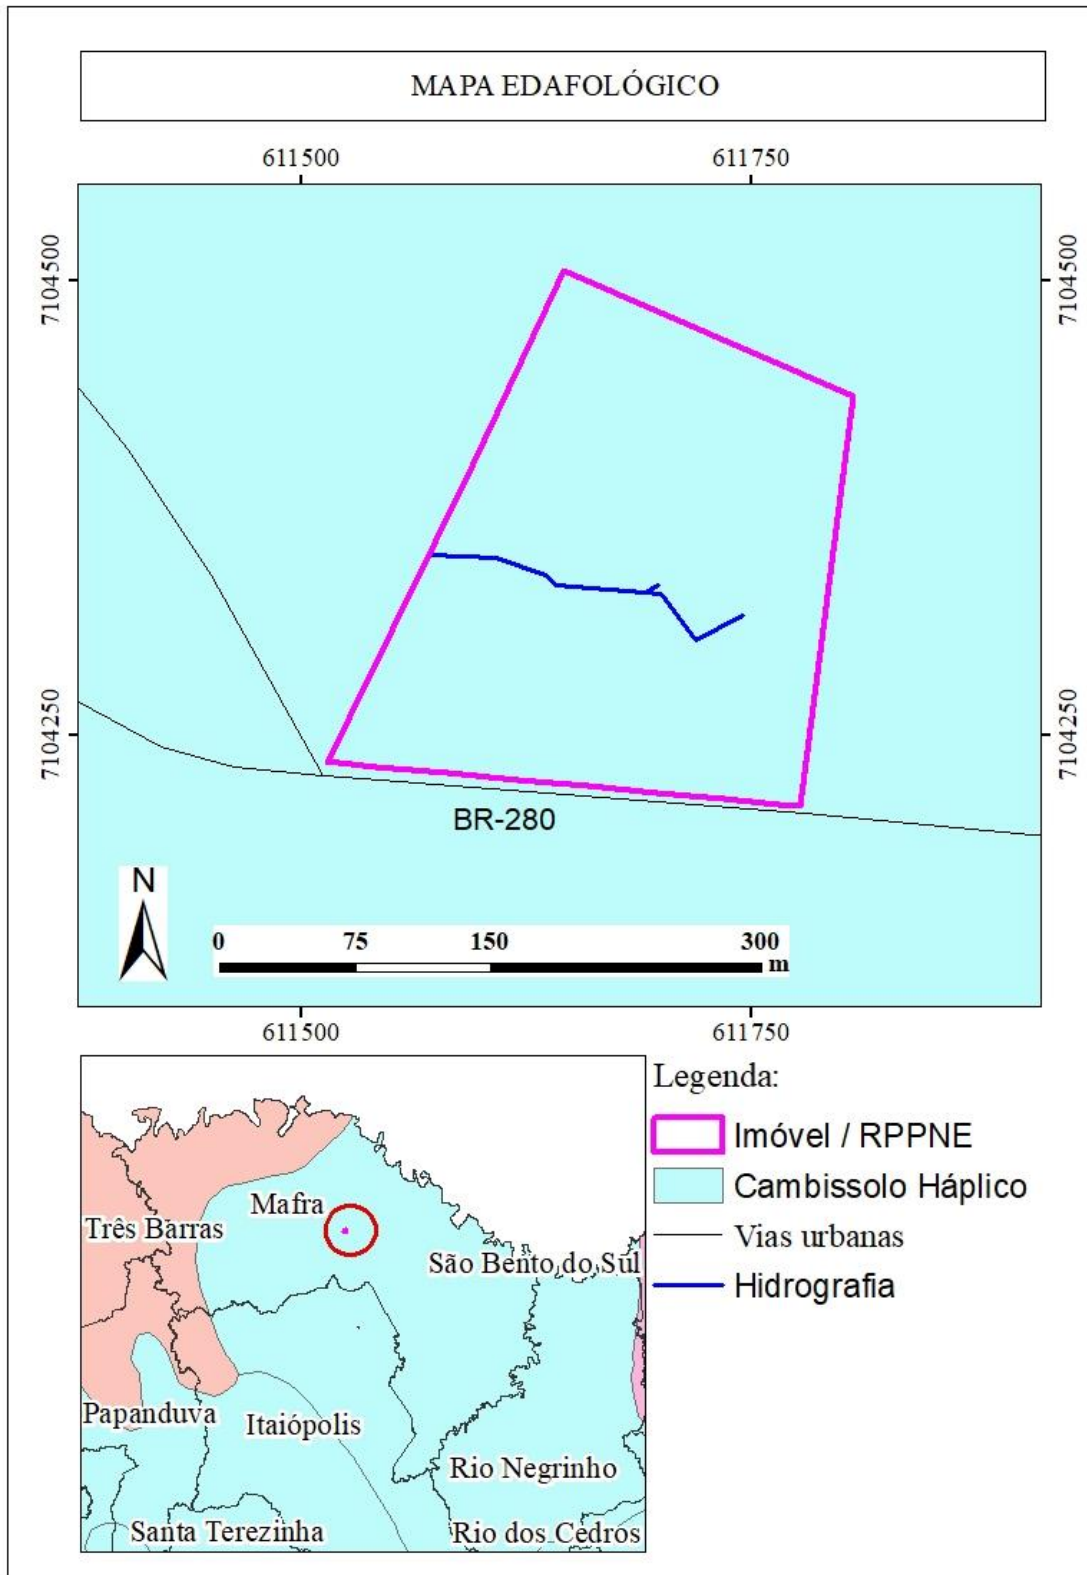 MAPA EDAFOLÓGICO
611500 611750
7104500 7104500
7104250 7104250
BR-280
N
0 75 150 300
m
611500 611750
Legenda:
Imóvel / RPPNE
Cambissolo Háplico
Vias urbanas
Hidrografia
Mafra
Três Barras
São Bento do Sul
Papanduva
Itaiópolis
Rio Negrinho
Santa Terezinha
Rio dos Cedros